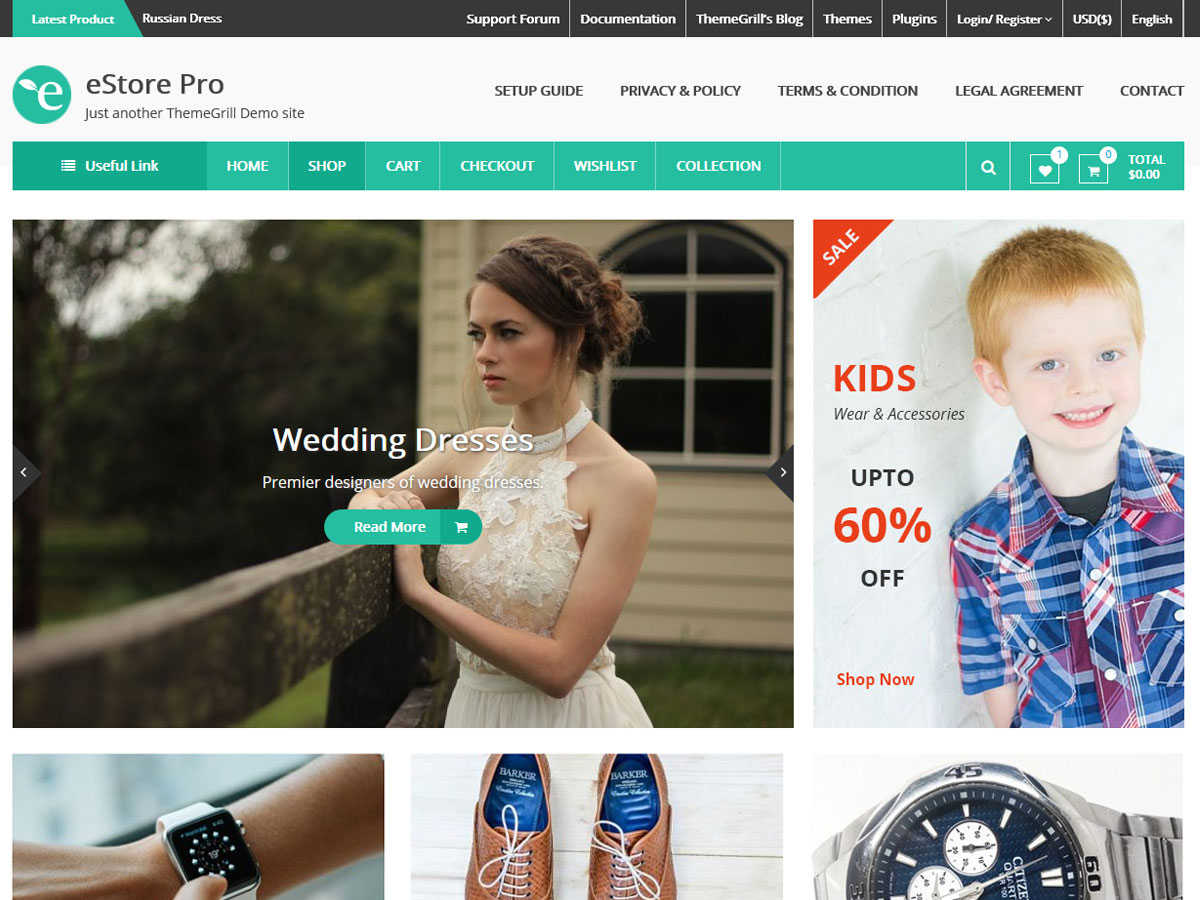 Latest Product
Russian Dress
Support Forum
Documentation
ThemeGrill's Blog
Themes
Plugins
Login/ Register
USD($)
English
e
eStore Pro
Just another ThemeGrill Demo site
SETUP GUIDE
PRIVACY & POLICY
TERMS & CONDITION
LEGAL AGREEMENT
CONTACT
Useful Link
HOME
SHOP
CART
CHECKOUT
WISHLIST
COLLECTION
1
0
TOTAL
$0.00
Wedding Dresses
Premier designers of wedding dresses.
Read More
SALE
KIDS
Wear & Accessories
UPTO
60%
OFF
Shop Now
BARKER
BARKER
45
60
CITIZEN
QUARTZ